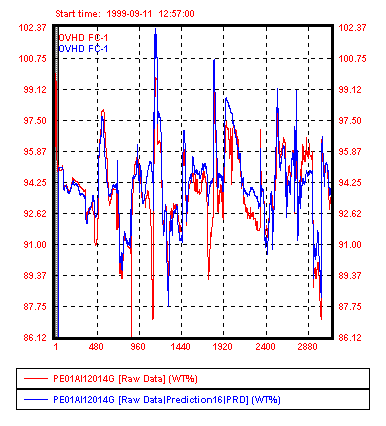 Start time: 1999-09-11 12:57:00
102.37 102.37
OVHD FC-1
OVHD FC-1
100.75 100.75
99.12 99.12
97.50 97.50
95.87 95.87
94.25 94.25
92.62 92.62
91.00 91.00
89.37 89.37
87.75 87.75
86.12 86.12
1 480 960 1440 1920 2400 2880
PE01AI12014G [Raw Data] (WT%)
PE01AI12014G [Raw Data|Prediction16|PRD] (WT%)